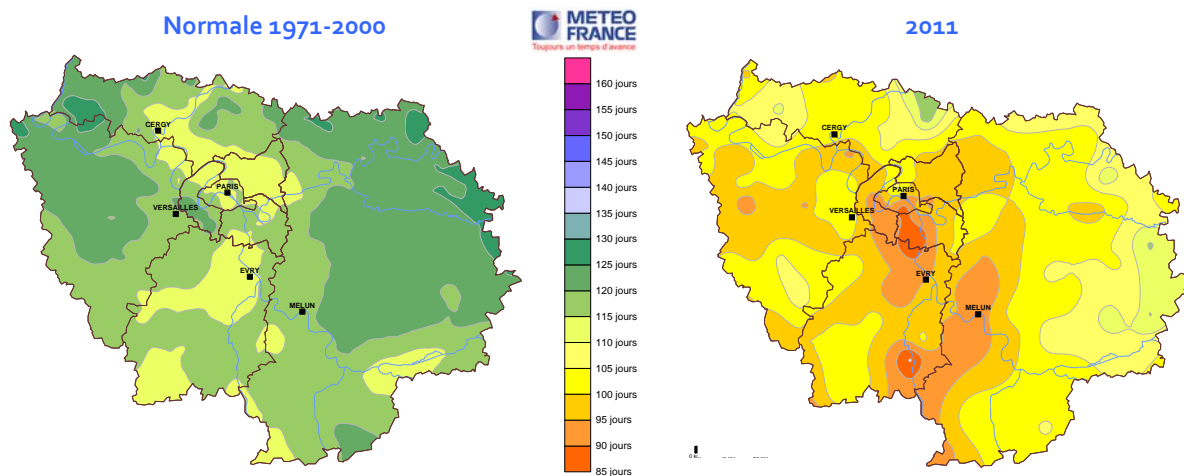 Normale 1971-2000
METEO
FRANCE
Toujours un temps d'avance
2011
CERGY
PARIS
VERSAILLES
EVRY
MELUN
160 jours
155 jours
150 jours
145 jours
140 jours
135 jours
130 jours
125 jours
120 jours
115 jours
110 jours
105 jours
100 jours
95 jours
90 jours
85 jours
CERGY
PARIS
VERSAILLES
EVRY
MELUN